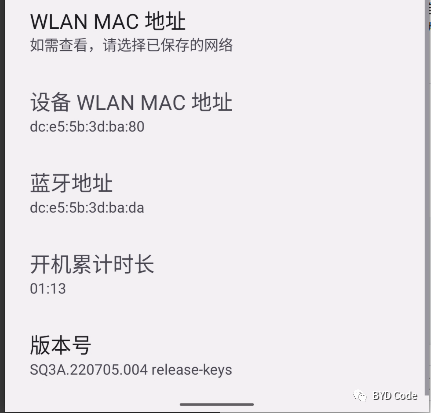 WLAN MAC 地址
如需查看，请选择已保存的网络
设备 WLAN MAC 地址
dc:e5:5b:3d:ba:80
蓝牙地址
dc:e5:5b:3d:ba:da
开机累计时长
01:13
版本号
SQ3A.220705.004 release-keys
BYD Code